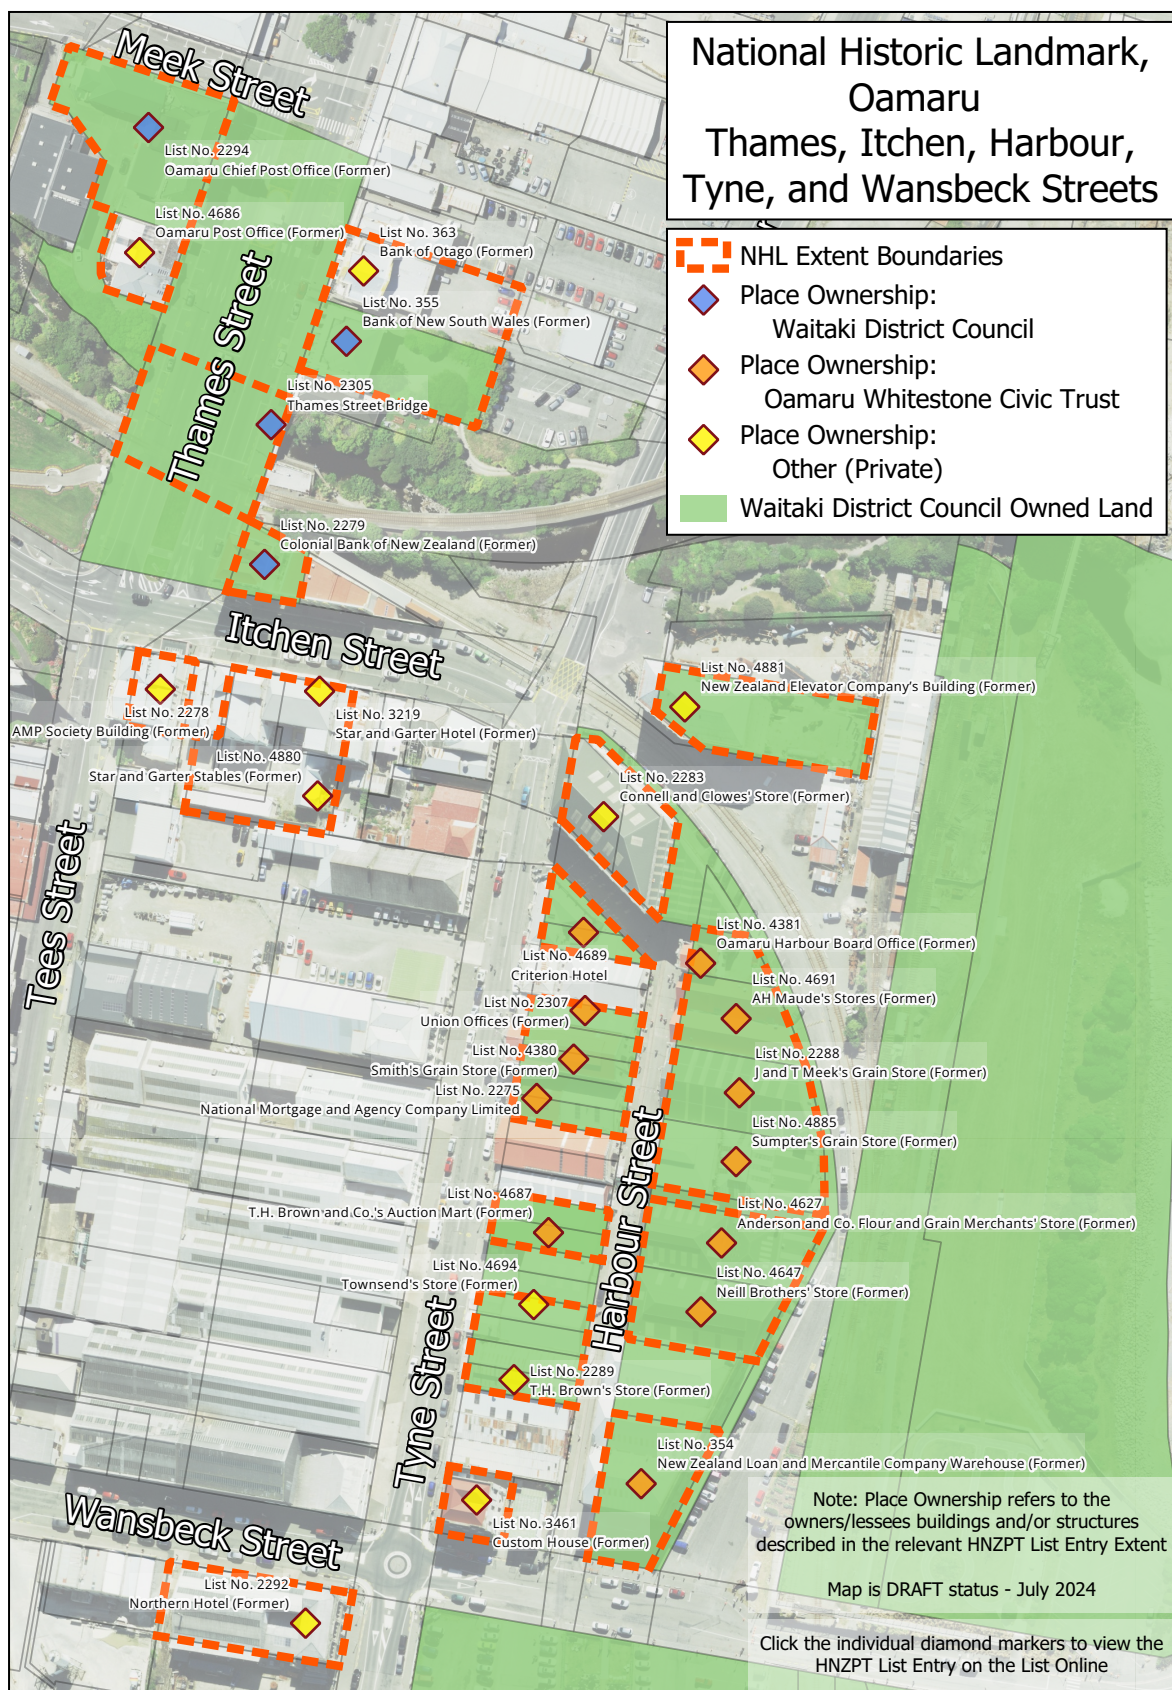 National Historic Landmark,
Oamaru
Thames, Itchen, Harbour,
Tyne, and Wansbeck Streets
NHL Extent Boundaries
Place Ownership:
Waitaki District Council
Place Ownership:
Oamaru Whitestone Civic Trust
Place Ownership:
Other (Private)
Waitaki District Council Owned Land
Meek Street
List No. 2294
Oamaru Chief Post Office (Former)
List No. 4686
Oamaru Post Office (Former)
List No. 363
Bank of Otago (Former)
List No. 355
Bank of New South Wales (Former)
Thames Street
List No. 2305
Thames Street Bridge
List No. 2279
Colonial Bank of New Zealand (Former)
Itchen Street
List No. 2278
AMP Society Building (Former)
List No. 3219
Star and Garter Hotel (Former)
List No. 4880
Star and Garter Stables (Former)
List No. 4881
New Zealand Elevator Company's Building (Former)
List No. 2283
Connell and Clowes' Store (Former)
Tees Street
List No. 4689
Criterion Hotel
List No. 4381
Oamaru Harbour Board Office (Former)
List No. 4691
AH Maude's Stores (Former)
List No. 2307
Union Offices (Former)
List No. 4380
Smith's Grain Store (Former)
List No. 2275
National Mortgage and Agency Company Limited
List No. 2288
J and T Meek's Grain Store (Former)
List No. 4885
Sumpter's Grain Store (Former)
Harbour Street
List No. 4687
T.H. Brown and Co.'s Auction Mart (Former)
List No. 4627
Anderson and Co. Flour and Grain Merchants' Store (Former)
List No. 4694
Townsend's Store (Former)
List No. 4647
Neill Brothers' Store (Former)
Tyne Street
List No. 2289
T.H. Brown's Store (Former)
List No. 354
New Zealand Loan and Mercantile Company Warehouse (Former)
List No. 3461
Custom House (Former)
Wansbeck Street
List No. 2292
Northern Hotel (Former)
Note: Place Ownership refers to the
owners/lessees buildings and/or structures
described in the relevant HNZPT List Entry Extent
Map is DRAFT status - July 2024
Click the individual diamond markers to view the
HNZPT List Entry on the List Online